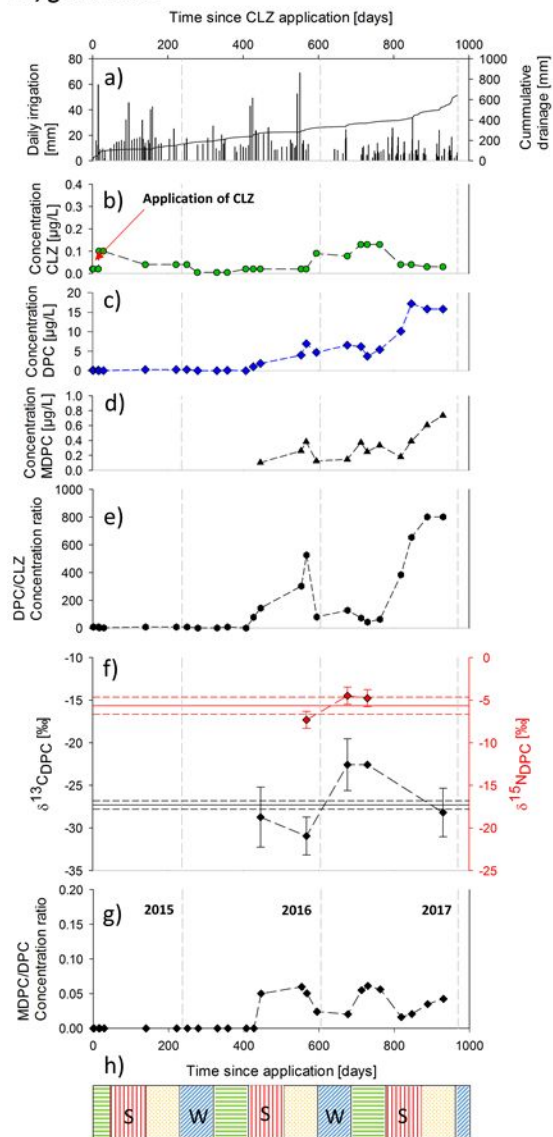 Time since CLZ application [days]
0 200 400 600 800 1000
80 60 40 20 0
Daily irrigation
[mm]
a)
1000 800 600 400 200 0
Cummulative
drainage
[mm]
0.4 0.3 0.2 0.1 0.0
Concentration
CLZ [µg/L]
b)
Application of CLZ
20 15 10 5 0
Concentration
DPC [µg/L]
c)
1.0 0.8 0.6 0.4 0.2 0.0
Concentration
MDPC [µg/L]
d)
1000 800 600 400 200 0
DPC/CLZ
Concentration ratio
e)
-10 -15 -20 -25 -30 -35
δ 13CDPC [‰]
f)
0 -5 -10 -15 -20 -25
δ 15NDPC [‰]
0.20 0.15 0.10 0.05 0.00
MDPC/DPC
Concentration ratio
g)
2015 2016 2017
0 200 400 600 800 1000
Time since application [days]
h)
S W S W S